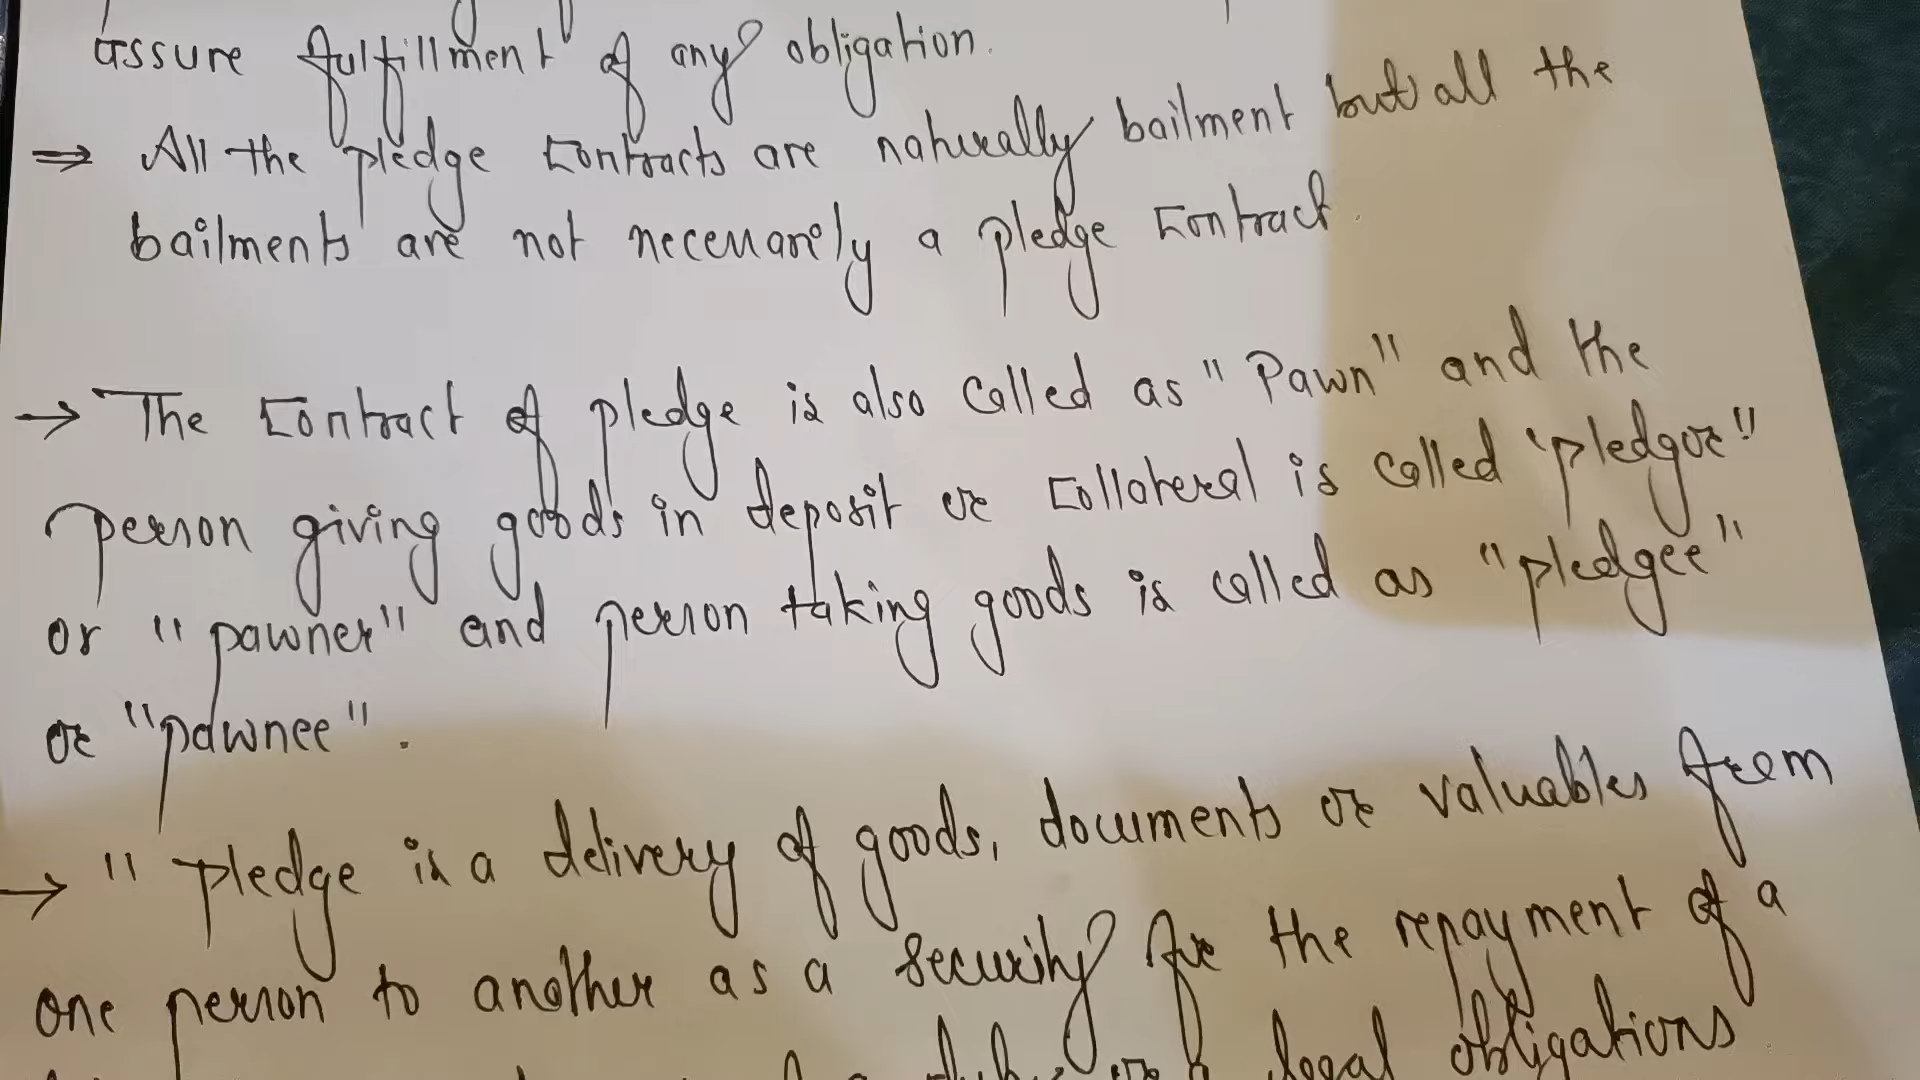 assure fulfillment of any obligation.
⇒ All the pledge contracts are naturally bailment but all the
bailments are not necessarily a pledge contract.
→ The contract of pledge is also called as "Pawn" and the
person giving goods in deposit or collateral is called "pledgor"
or "pawner" and person taking goods is called as "pledgee"
or "pawnee".
→ "Pledge is a delivery of goods, documents or valuables from
one person to another as a security for the repayment of a
legal obligations